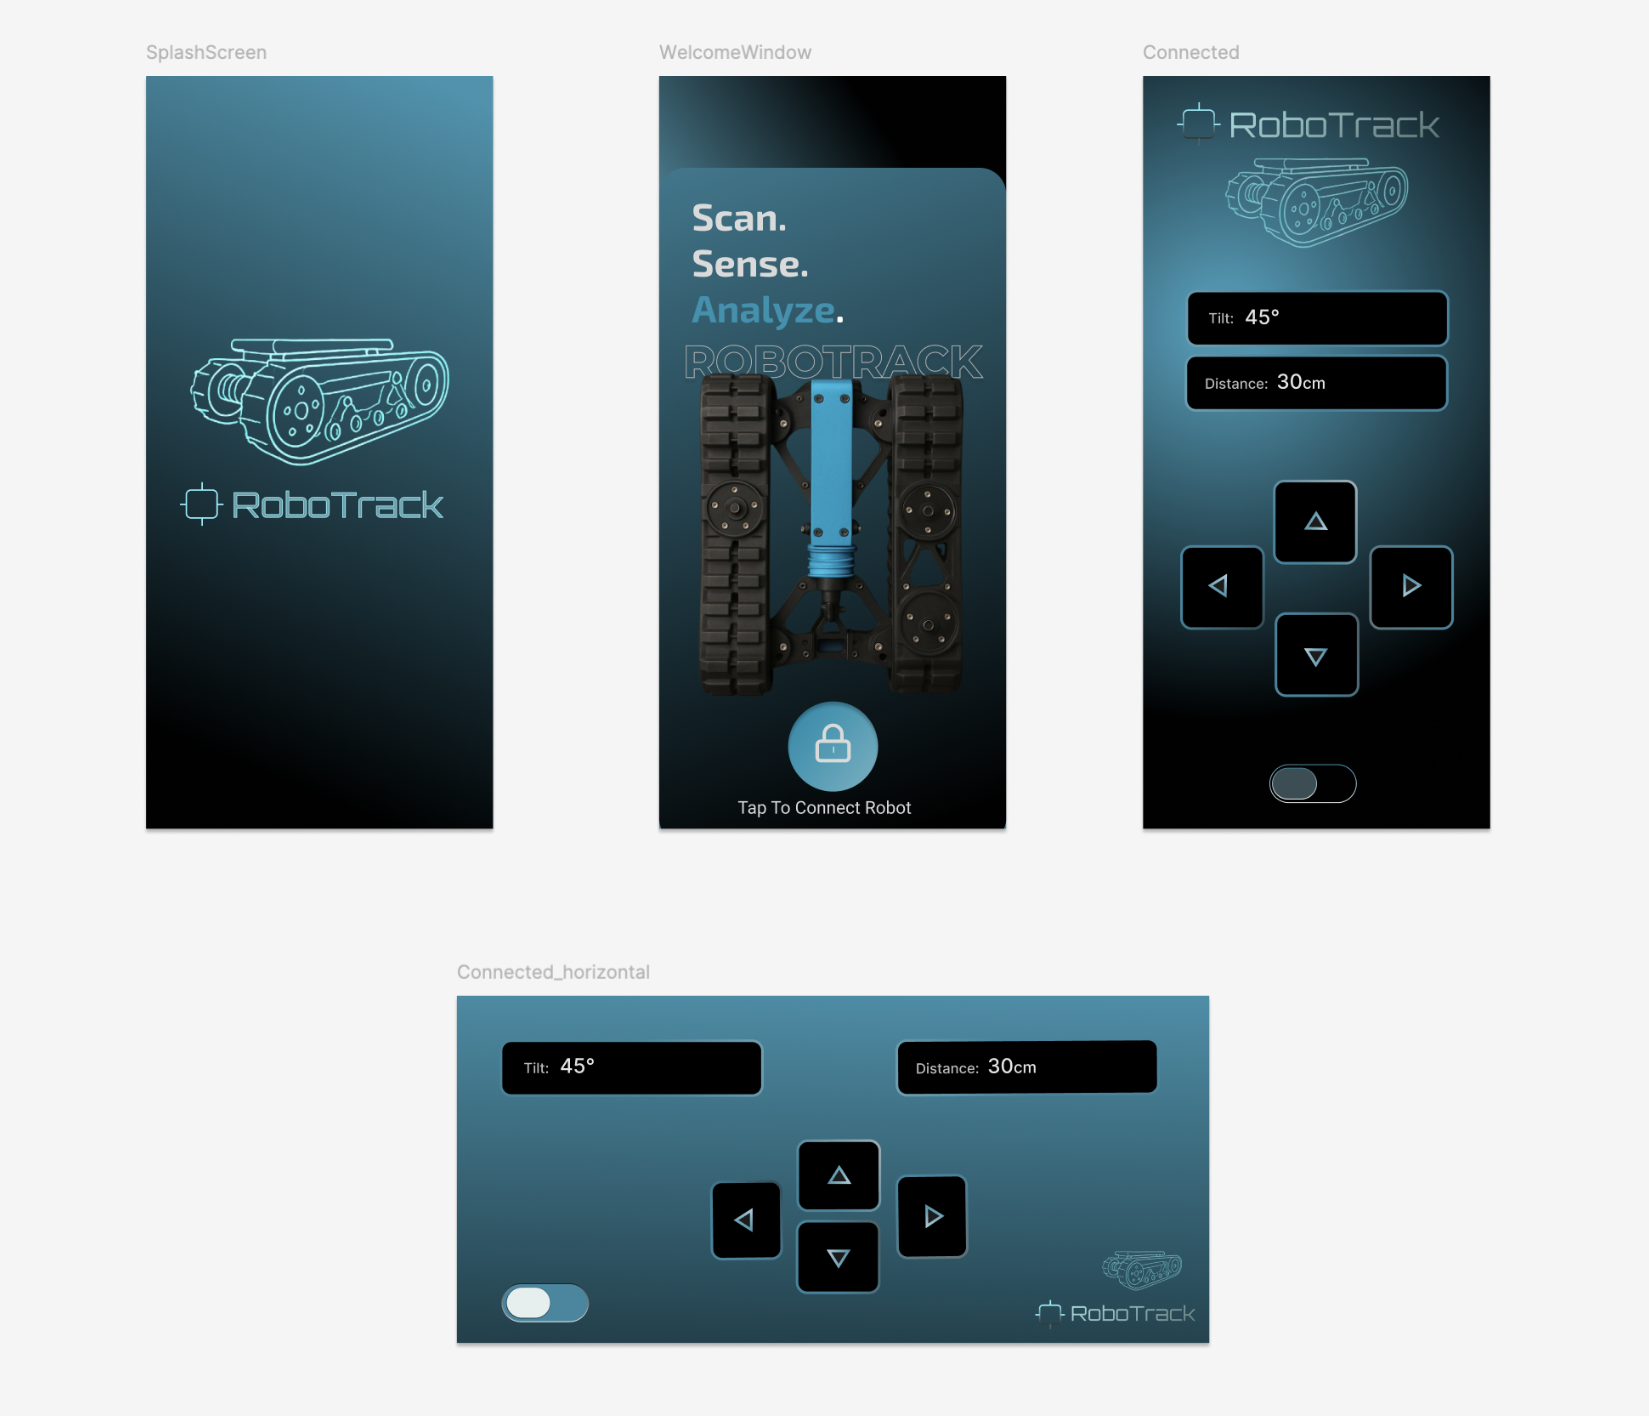 SplashScreen
RoboTrack
WelcomeWindow
Scan.
Sense.
Analyze.
ROBOTRACK
Tap To Connect Robot
Connected
RoboTrack
Tilt: 45°
Distance: 30cm
Connected_horizontal
Tilt: 45°
Distance: 30cm
RoboTrack